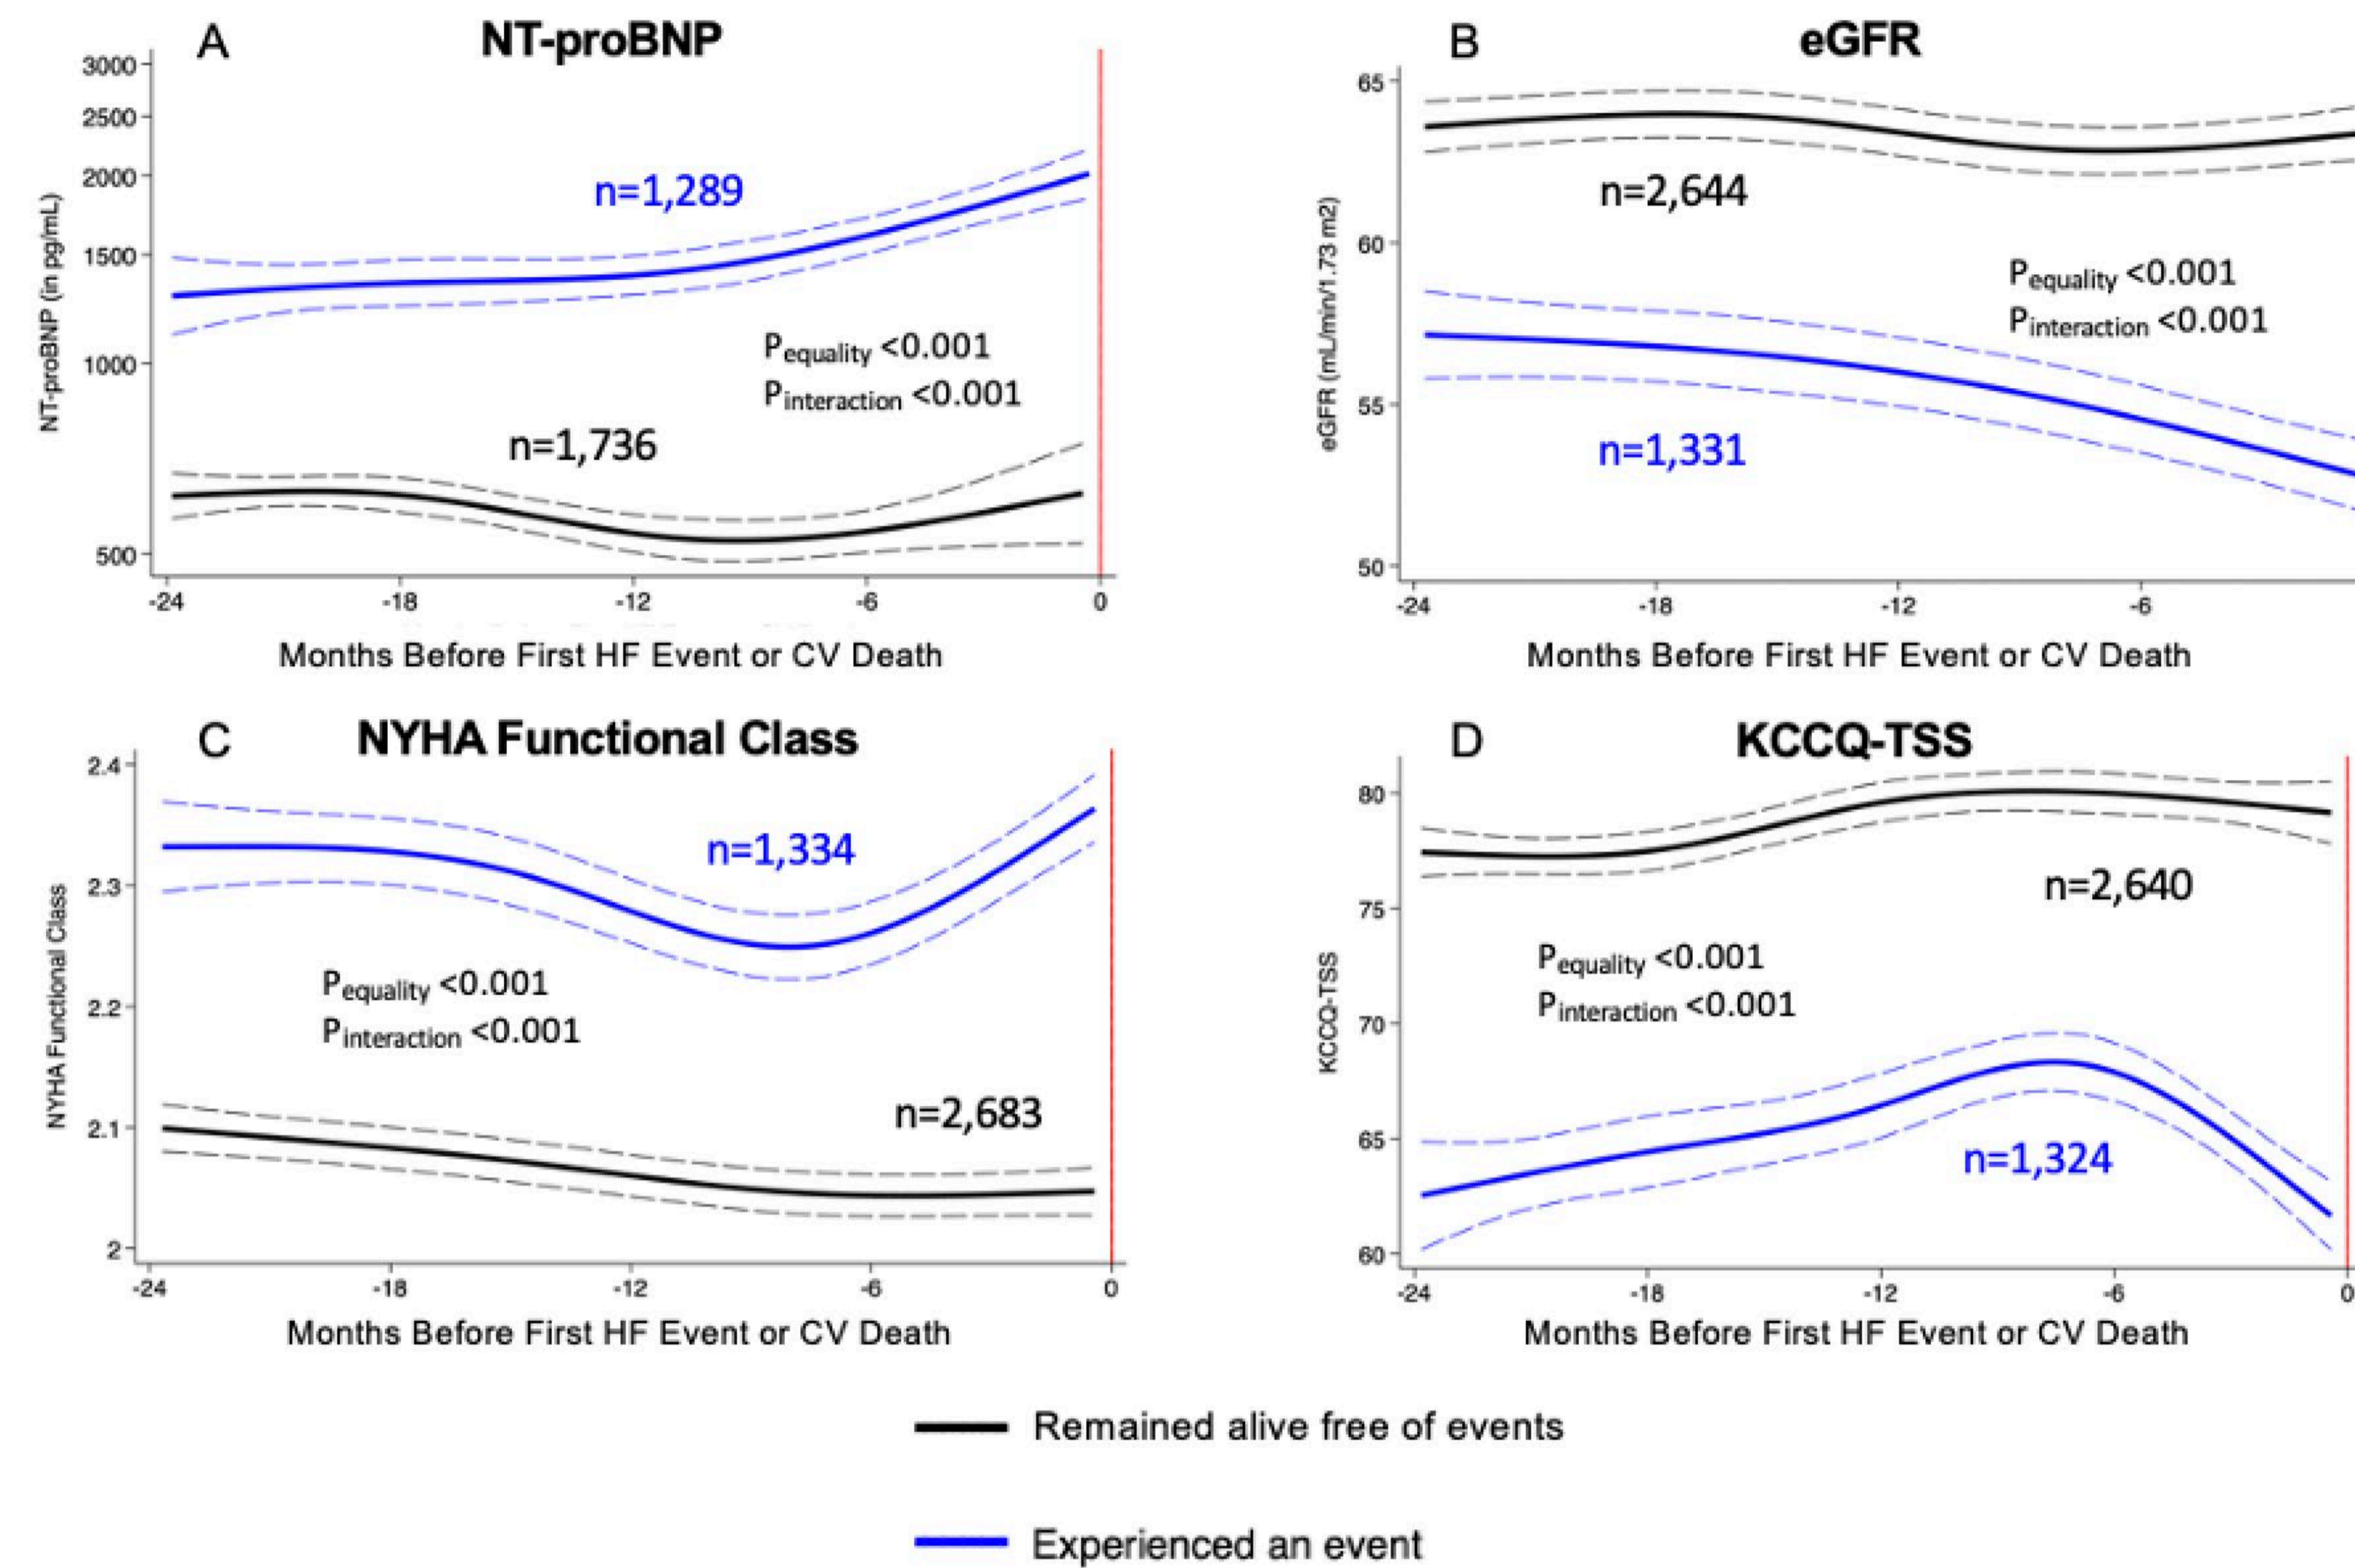 A
NT-proBNP
3000
2500
2000
1500
1000
500
NT-proBNP (in pg/mL)
n=1,289
Pequality <0.001
Pinteraction <0.001
n=1,736
-24
-18
-12
-6
0
Months Before First HF Event or CV Death
B
eGFR
65
60
55
50
eGFR (mL/min/1.73 m2)
n=2,644
Pequality <0.001
Pinteraction <0.001
n=1,331
-24
-18
-12
-6
Months Before First HF Event or CV Death
C
NYHA Functional Class
2.4
2.3
2.2
2.1
2
NYHA Functional Class
n=1,334
Pequality <0.001
Pinteraction <0.001
n=2,683
-24
-18
-12
-6
0
Months Before First HF Event or CV Death
D
KCCQ-TSS
80
75
70
65
60
KCCQ-TSS
n=2,640
Pequality <0.001
Pinteraction <0.001
n=1,324
-24
-18
-12
-6
0
Months Before First HF Event or CV Death
Remained alive free of events
Experienced an event